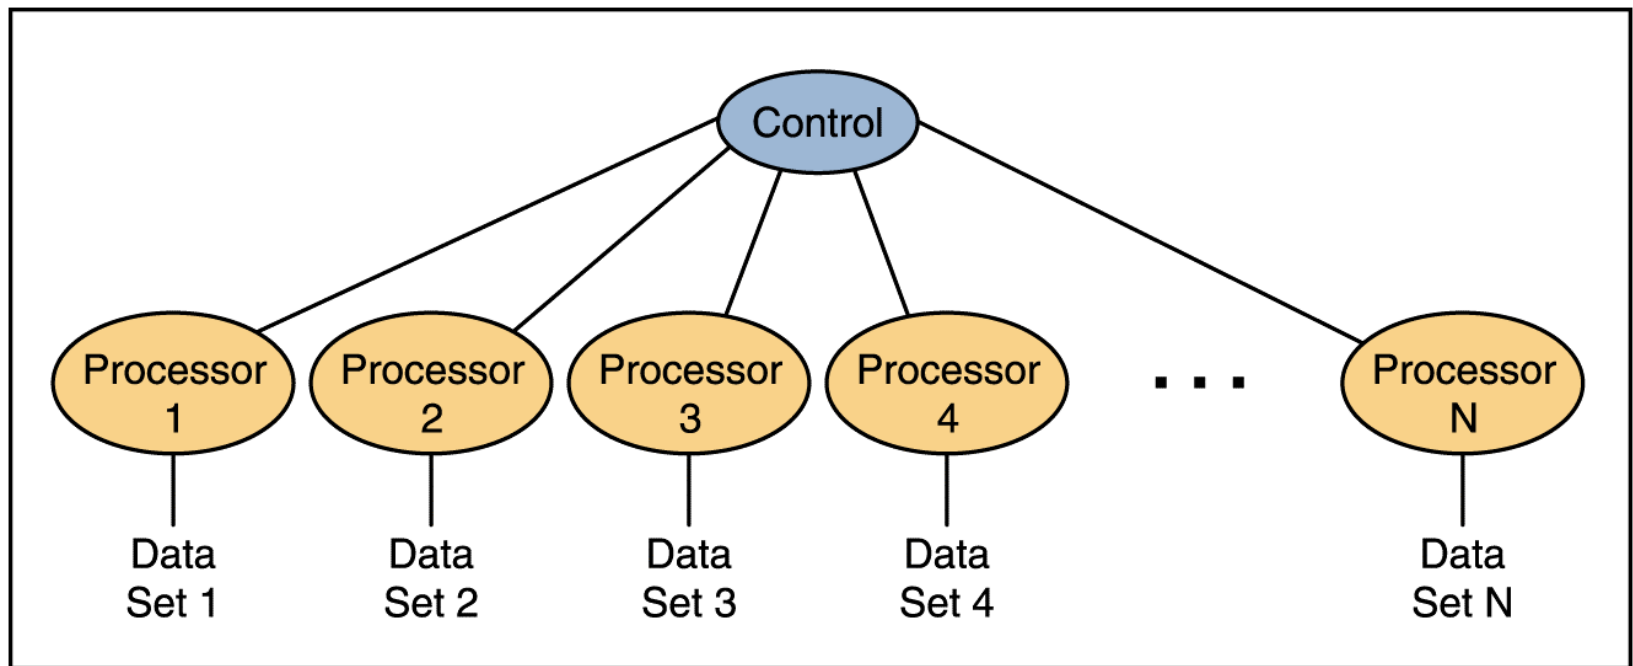 Control
Processor
1
Processor
2
Processor
3
Processor
4
. . .
Processor
N
Data
Set 1
Data
Set 2
Data
Set 3
Data
Set 4
Data
Set N